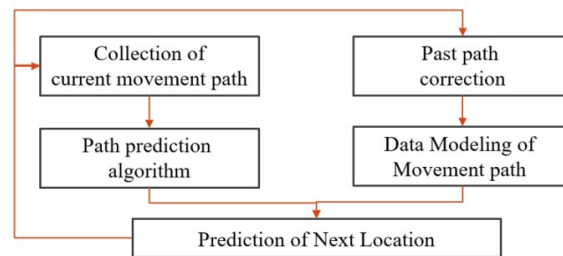 Collection of
current movement path
Past path
correction
Path prediction
algorithm
Data Modeling of
Movement path
Prediction of Next Location